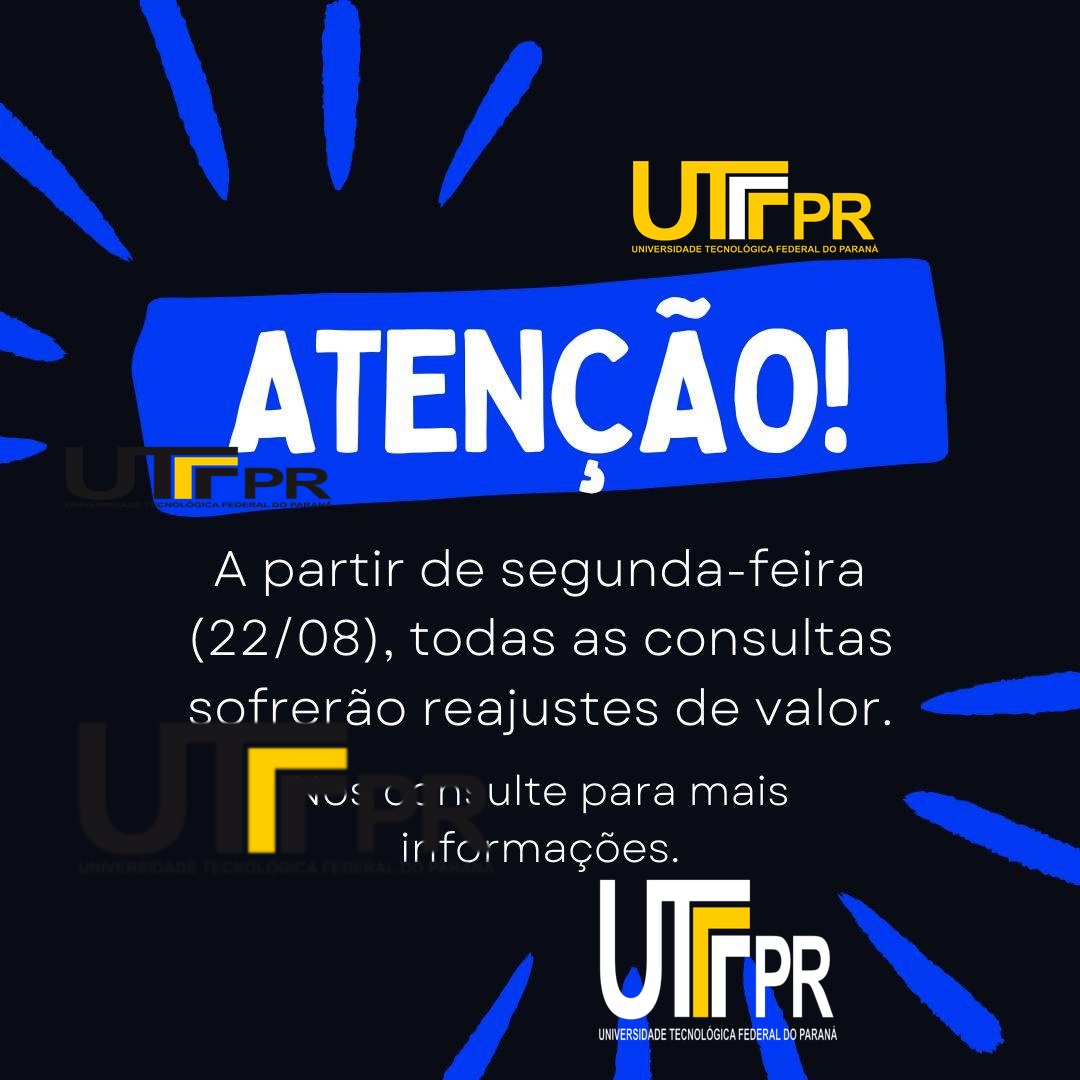 UTFPR
UNIVERSIDADE TECNOLÓGICA FEDERAL DO PARANÁ
ATENÇÃO!
UTFPR
UNIVERSIDADE TECNOLÓGICA FEDERAL DO PARANÁ
A partir de segunda-feira
(22/08), todas as consultas
sofrerão reajustes de valor.
UTFPR
UNIVERSIDADE TECNOLÓGICA FEDERAL DO PARANÁ
Nos consulte para mais
informações.
UTFPR
UNIVERSIDADE TECNOLÓGICA FEDERAL DO PARANÁ